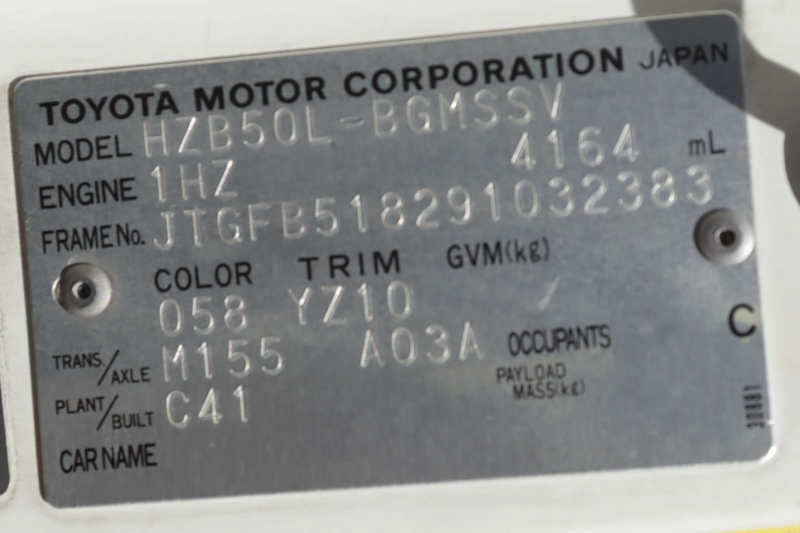 TOYOTA MOTOR CORPORATION JAPAN
MODEL HZB50L-BGMSSV
ENGINE 1HZ 4164 mL
FRAME No. JTGFB518291032383
COLOR TRIM GVM(kg)
058 YZ10
C
TRANS./AXLE M155 A03A OCCUPANTS
PAYLOAD MASS(kg)
PLANT/BUILT C41
30881
CAR NAME